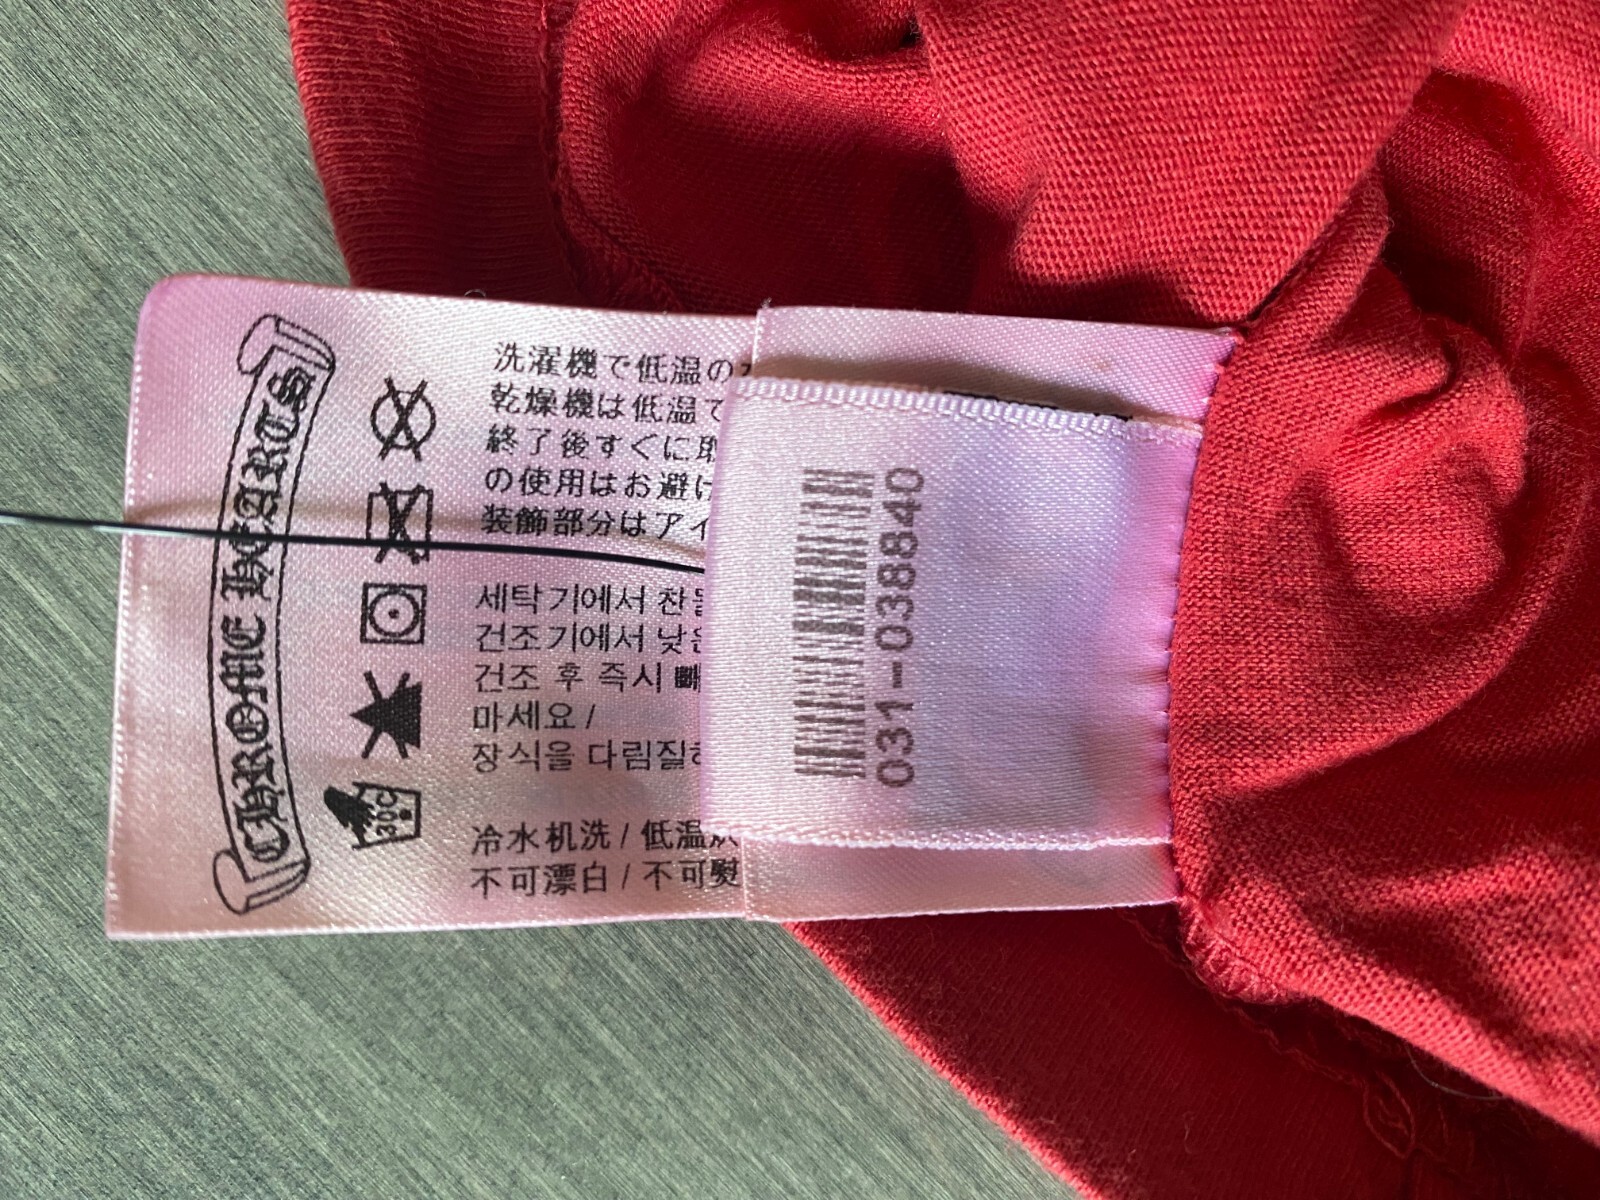 CHROME HEARTS
洗濯機で低温の
乾燥機は低温で
終了後すぐに取
の使用はお避け
装飾部分はアイ
세탁기에서 찬
건조기에서 낮은
건조 후 즉시
마세요 /
장식을 다림질
冷水机洗 / 低温
不可漂白 / 不可熨
30C
031-038840